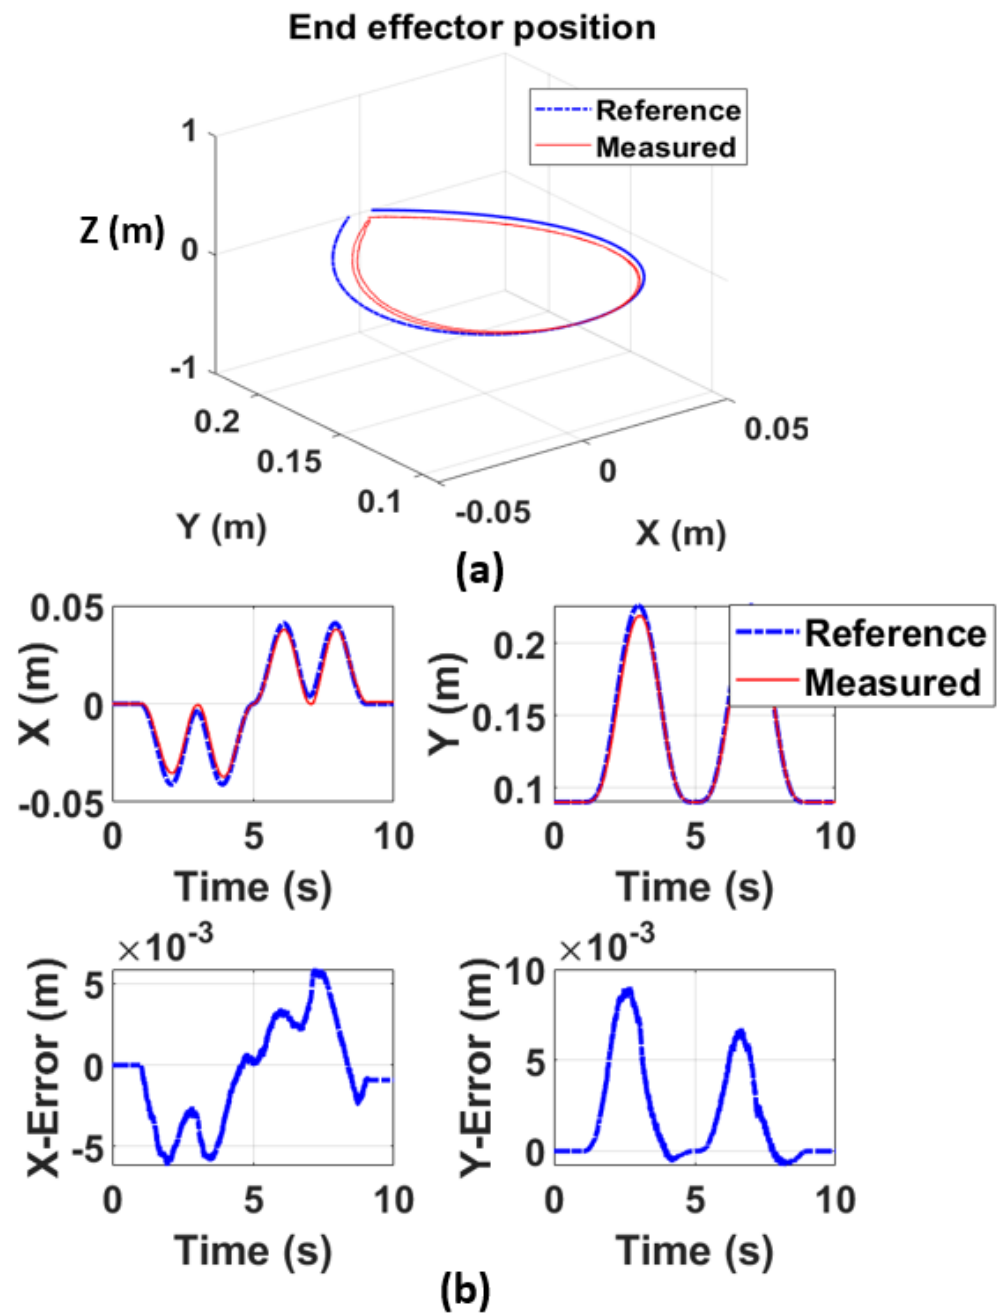 End effector position
Reference
Measured
1
Z (m)
0
-1
0.2
0.15
0.1
-0.05
0
0.05
Y (m)
X (m)
(a)
0.05
0
-0.05
X (m)
0 5 10
Time (s)
0.2
0.15
0.1
Y (m)
Reference
Measured
0 5 10
Time (s)
×10-3
5
0
-5
X-Error (m)
0 5 10
Time (s)
×10-3
10
5
0
Y-Error (m)
0 5 10
Time (s)
(b)